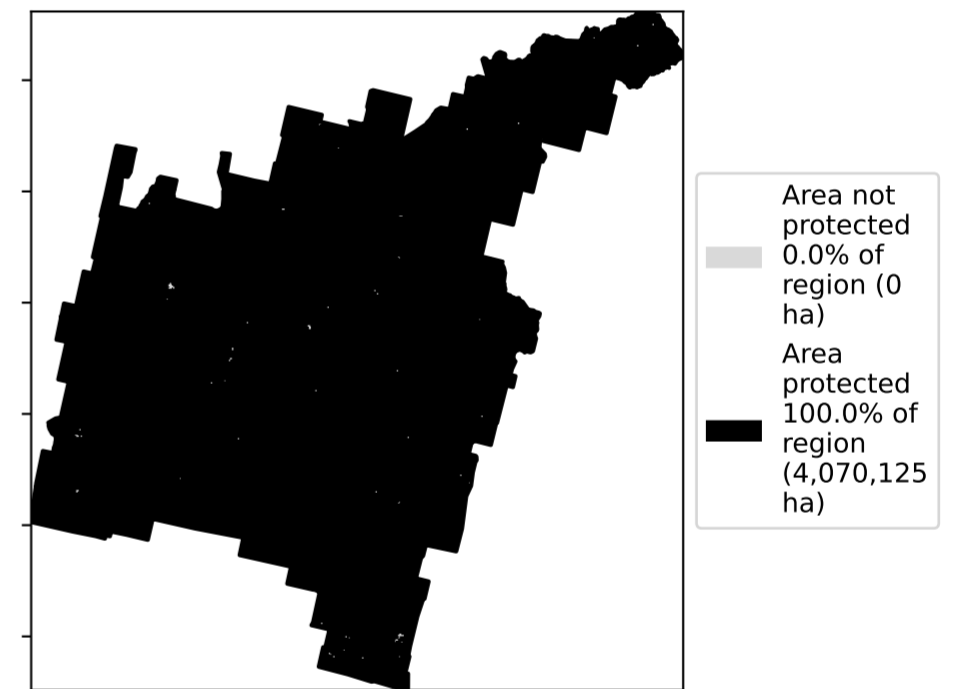 Area not
protected
0.0% of
region (0
ha)
Area
protected
100.0% of
region
(4,070,125
ha)